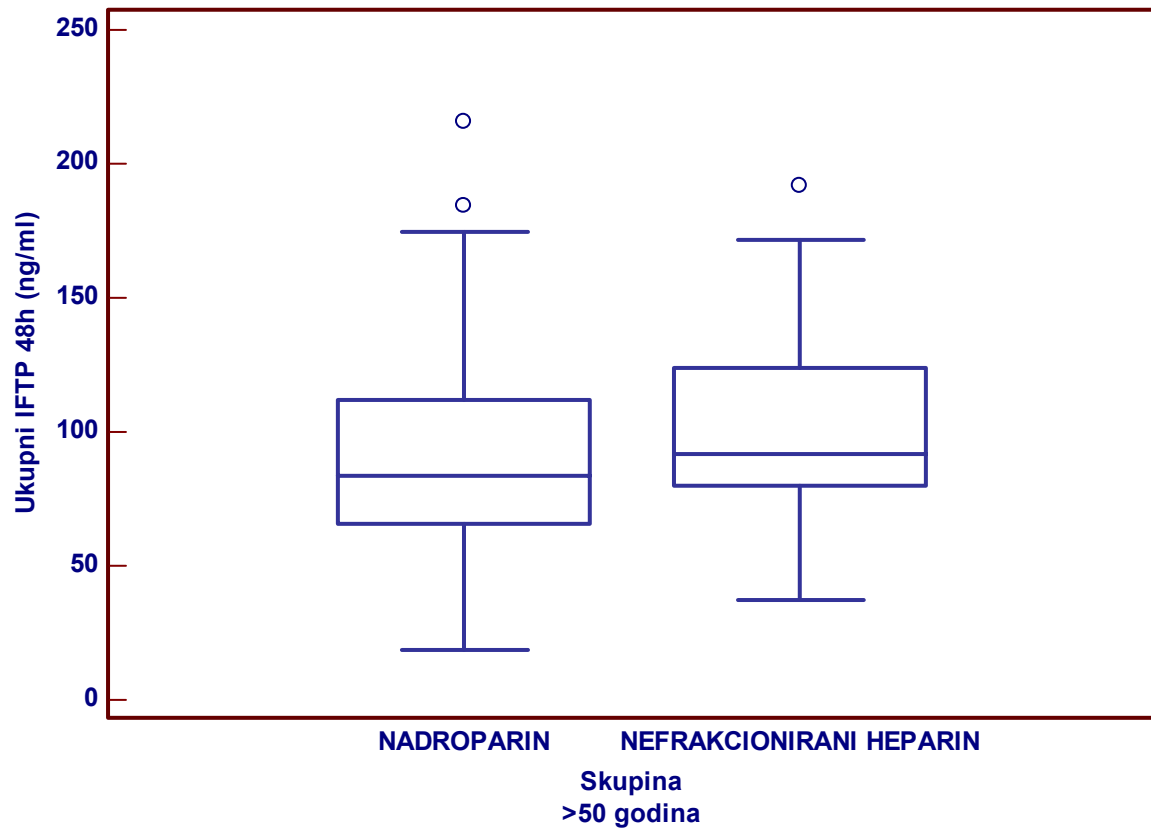 Ukupni IFTP 48h (ng/ml)
250
200
150
100
50
0
NADROPARIN
NEFRAKCIONIRANI HEPARIN
Skupina
>50 godina